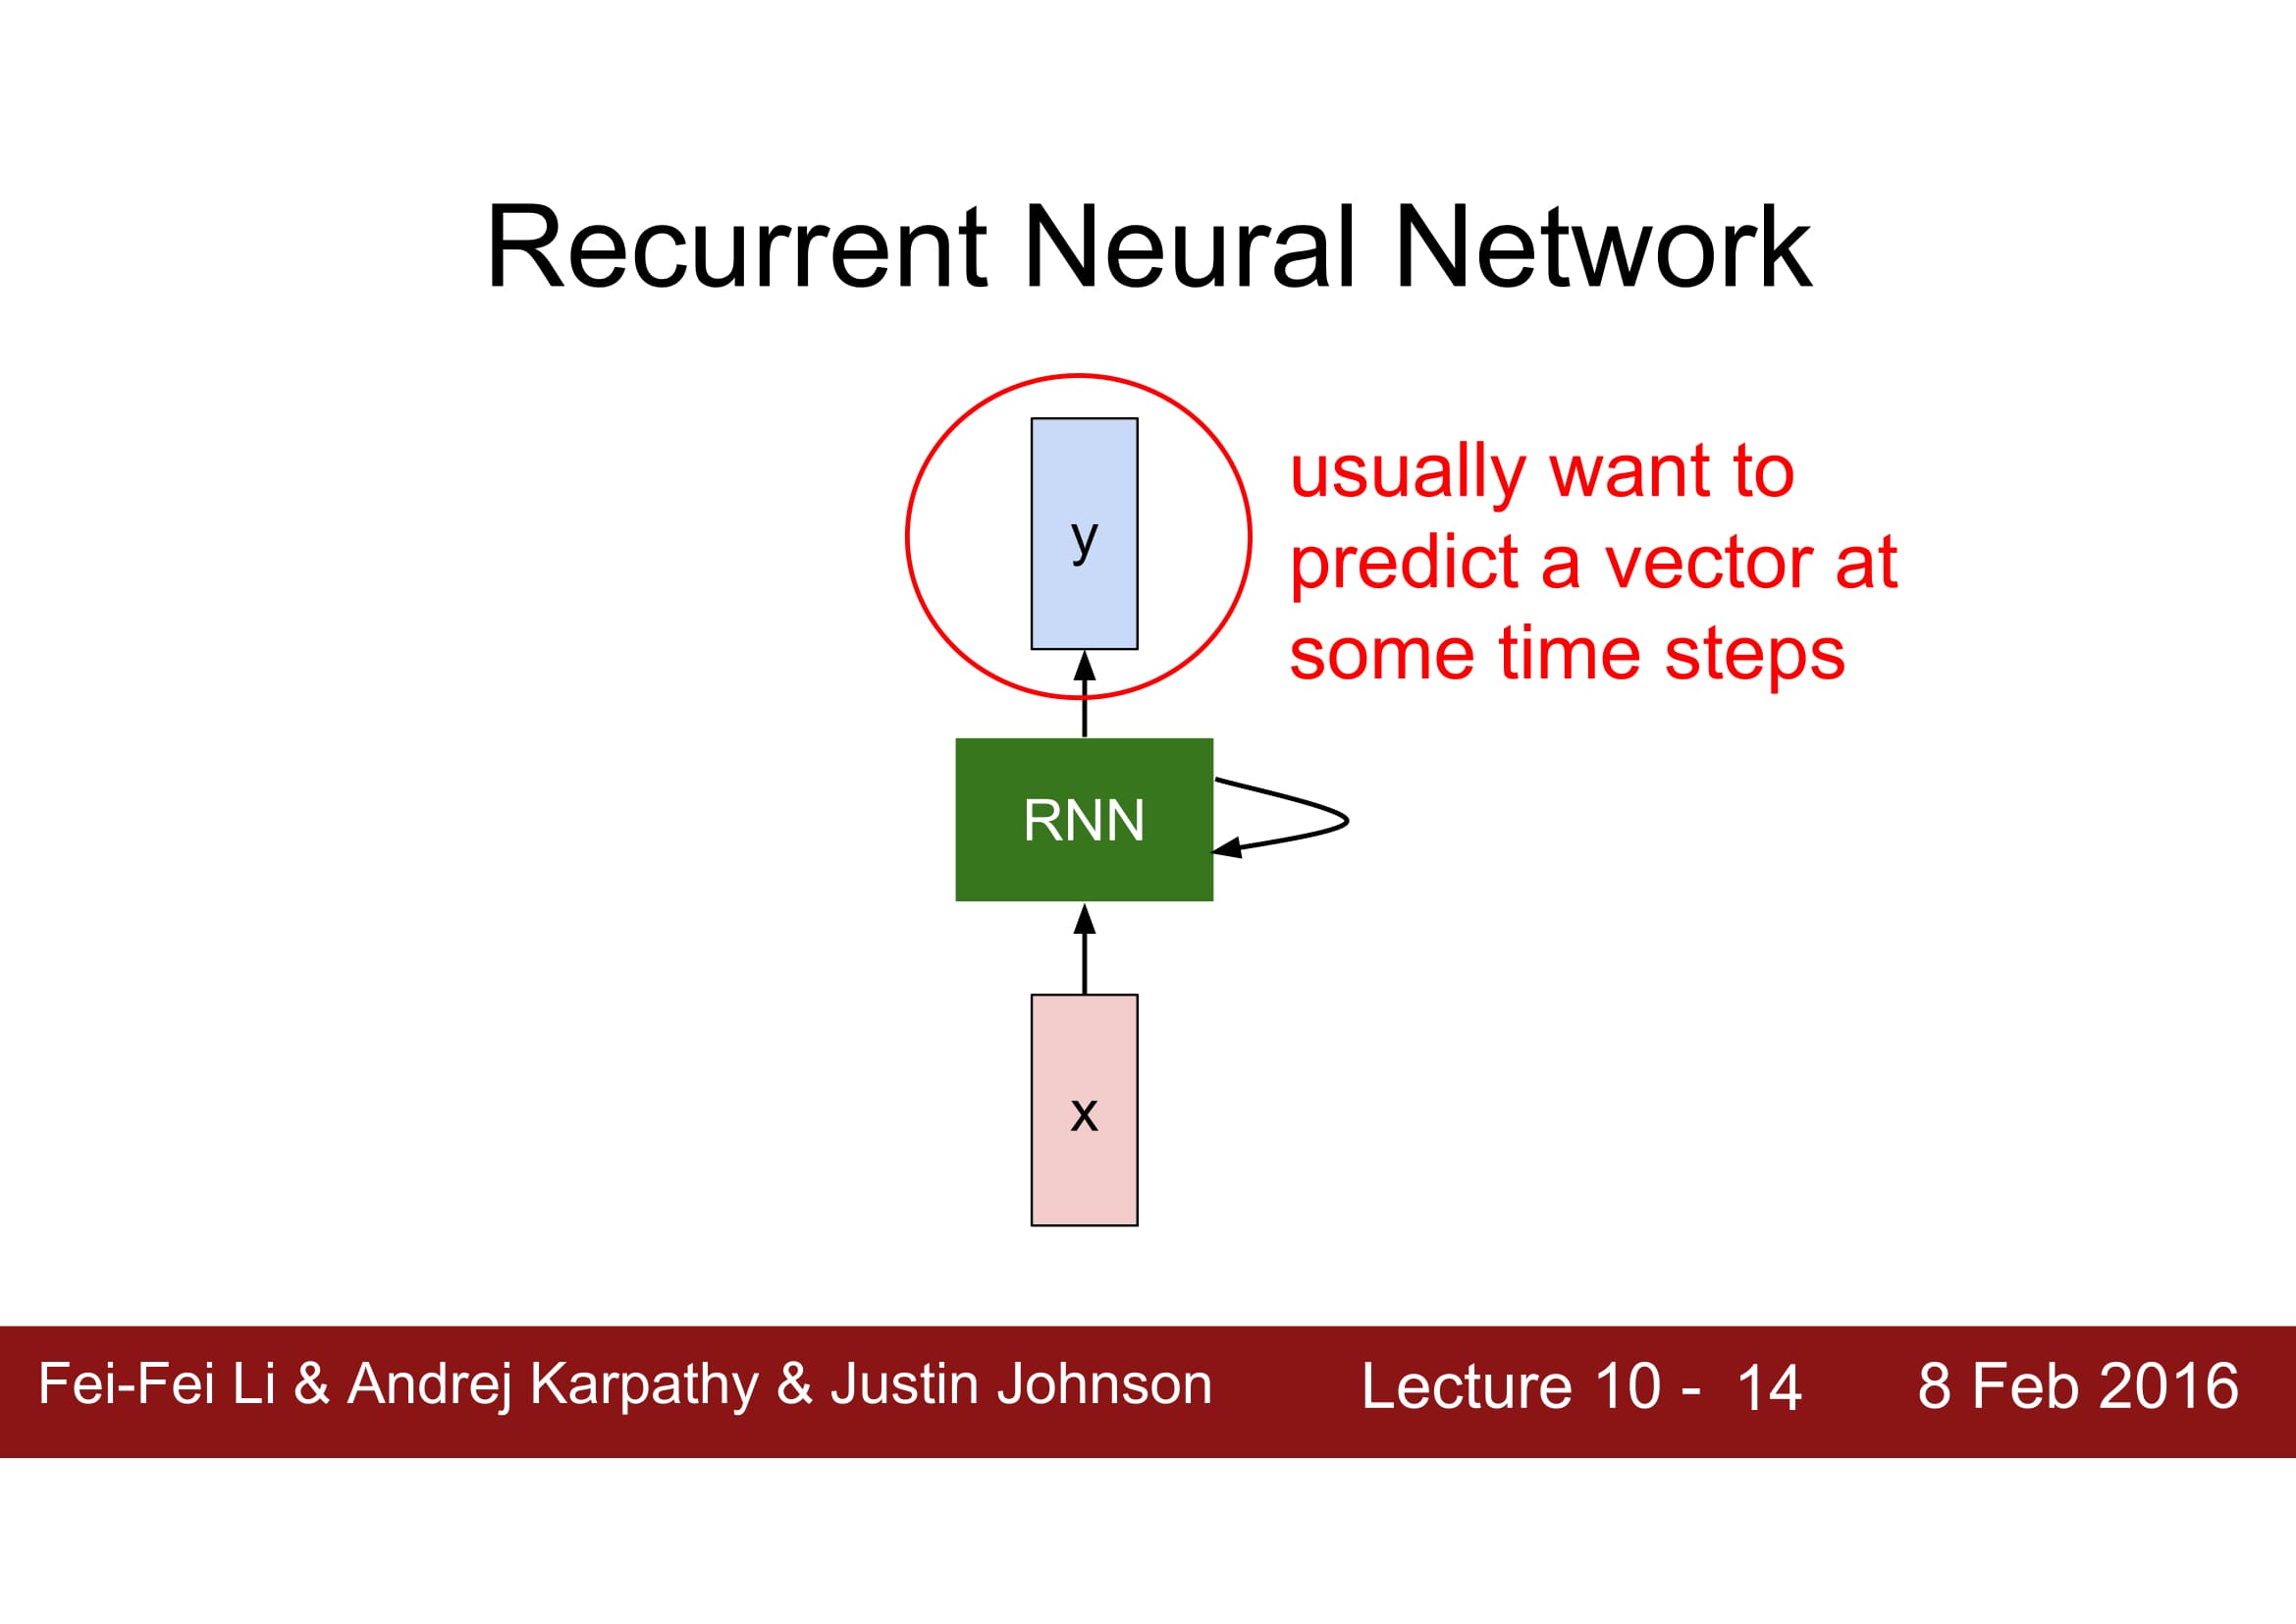 Recurrent Neural Network
y
usually want to
predict a vector at
some time steps
RNN
x
Fei-Fei Li & Andrej Karpathy & Justin Johnson Lecture 10 - 14 8 Feb 2016